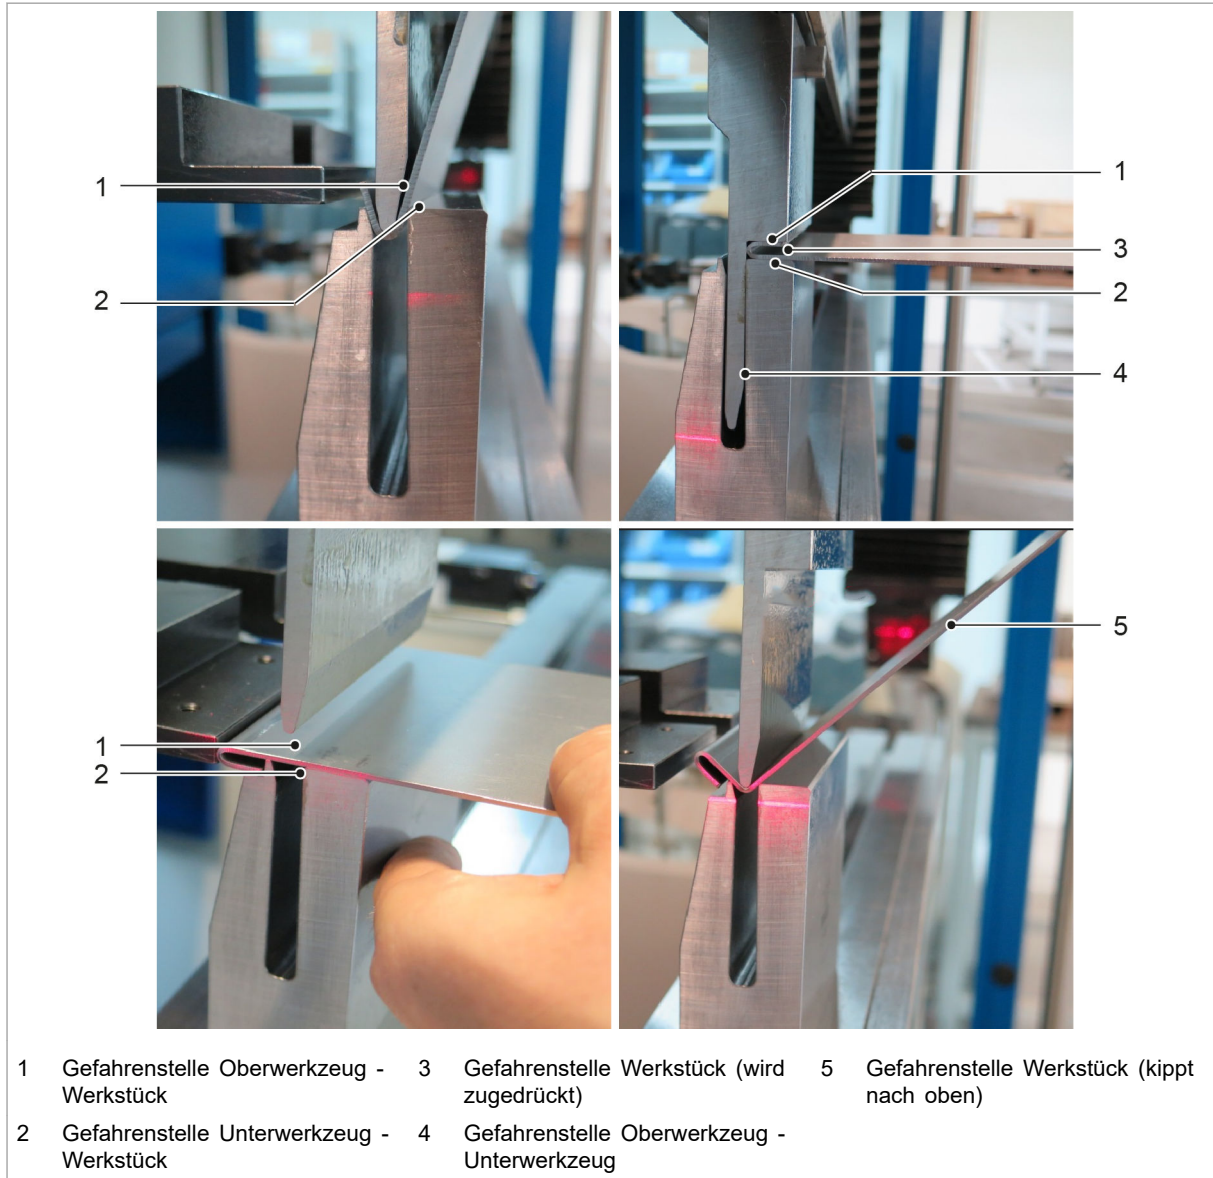 1
2
1
3
2
4
1
2
5
1 Gefahrenstelle Oberwerkzeug -
Werkstück
2 Gefahrenstelle Unterwerkzeug -
Werkstück
3 Gefahrenstelle Werkstück (wird
zugedrückt)
4 Gefahrenstelle Oberwerkzeug -
Unterwerkzeug
5 Gefahrenstelle Werkstück (kippt
nach oben)